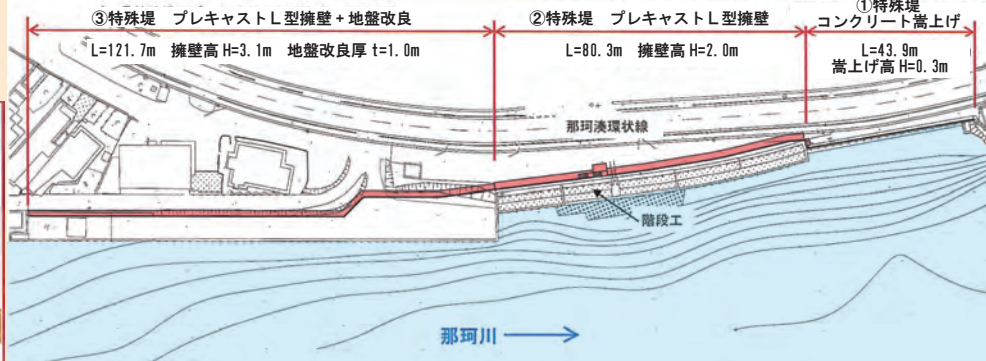 ③特殊堤 プレキャストL型擁壁+地盤改良
L=121.7m 擁壁高H=3.1m 地盤改良厚t=1.0m
②特殊堤 プレキャストL型擁壁
L=80.3m 擁壁高H=2.0m
①特殊堤
コンクリート嵩上げ
L=43.9m
嵩上げ高H=0.3m
那珂湊環状線
階段工
那珂川